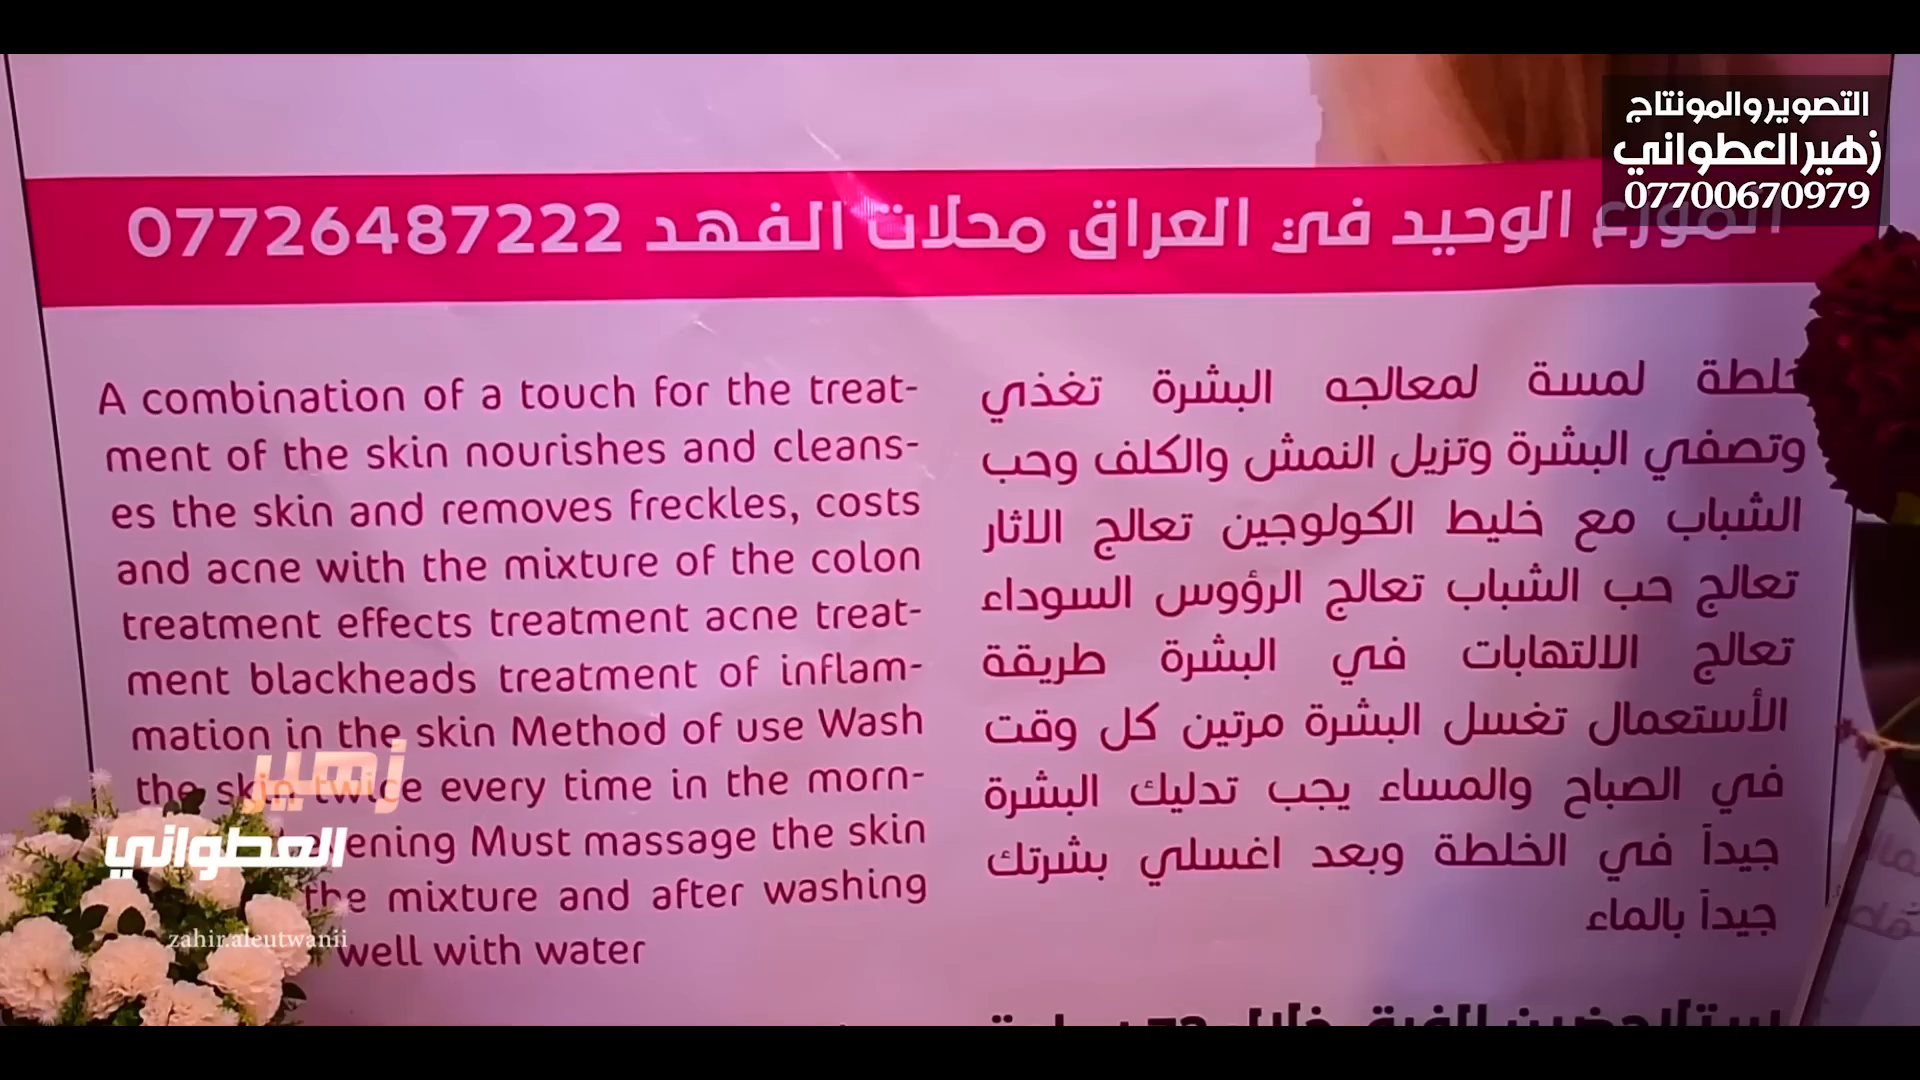 التصوير والمونتاج
زهير العطواني
07700670979
الموزع الوحيد في العراق محلات الفهد 07726487222
A combination of a touch for the treat-
ment of the skin nourishes and cleans-
es the skin and removes freckles, costs
and acne with the mixture of the colon
treatment effects treatment acne treat-
ment blackheads treatment of inflam-
mation in the skin Method of use Wash
the skin twice every time in the morn-
evening Must massage the skin
the mixture and after washing
well with water
خلطة لمسة لمعالجه البشرة تغذي
وتصفي البشرة وتزيل النمش والكلف وحب
الشباب مع خليط الكولوجين تعالج الاثار
تعالج حب الشباب تعالج الرؤوس السوداء
تعالج الالتهابات في البشرة طريقة
الأستعمال تغسل البشرة مرتين كل وقت
في الصباح والمساء يجب تدليك البشرة
جيداً في الخلطة وبعد اغسلي بشرتك
جيداً بالماء
زهير
العطواني
zahir.aleutwanii